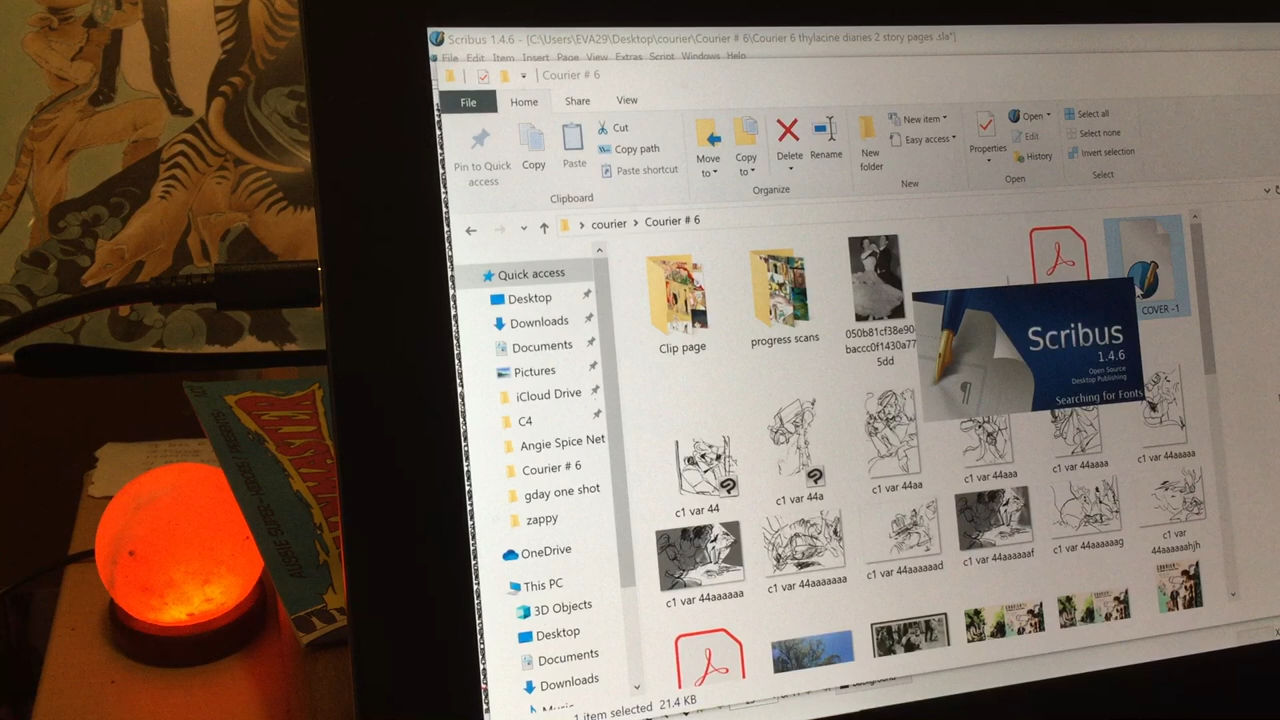 Scribus 1.4.6 - [C:\Users\EVA29\Desktop\courier\Courier # 6\Courier 6 thylacine diaries 2 story pages .sla*]
File Edit Item Insert Page View Extras Script Windows Help
Courier # 6
File Home Share View
Pin to Quick access
Copy
Paste
Cut
Copy path
Paste shortcut
Clipboard
Move to
Copy to
Delete
Rename
Organize
New folder
New item
Easy access
New
Properties
Open
Edit
History
Open
Select all
Select none
Invert selection
Select
courier > Courier # 6
Quick access
Desktop
Downloads
Documents
Pictures
iCloud Drive
C4
Angie Spice Net
Courier # 6
gday one shot
zappy
OneDrive
This PC
3D Objects
Desktop
Documents
Downloads
Music
Clip page
progress scans
050b81cf38e90
baccc0f1430a77
5dd
COVER -1
Scribus
1.4.6
Open Source
Desktop Publishing
Searching for Fonts
c1 var 44
c1 var 44a
c1 var 44aa
c1 var 44aaa
c1 var 44aaaa
c1 var 44aaaaa
c1 var 44aaaaaa
c1 var 44aaaaaaa
c1 var 44aaaaaad
c1 var 44aaaaaaf
c1 var 44aaaaaag
c1 var
44aaaaaahjh
1 item selected 21.4 KB
background
AUSSIE SUPER-HEROES! PRESENTS